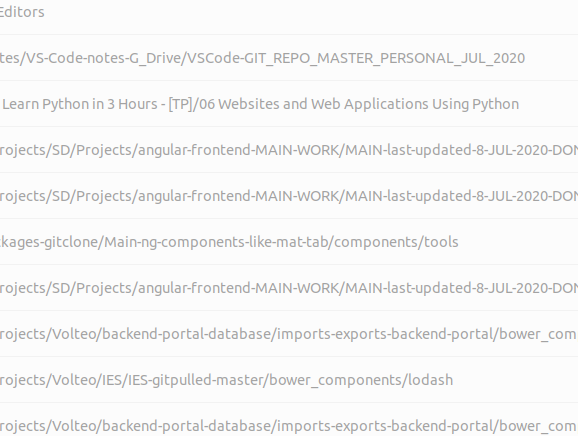 Editors
tes/VS-Code-notes-G_Drive/VSCode-GIT_REPO_MASTER_PERSONAL_JUL_2020
Learn Python in 3 Hours - [TP]/06 Websites and Web Applications Using Python
rojects/SD/Projects/angular-frontend-MAIN-WORK/MAIN-last-updated-8-JUL-2020-DON
rojects/SD/Projects/angular-frontend-MAIN-WORK/MAIN-last-updated-8-JUL-2020-DON
kages-gitclone/Main-ng-components-like-mat-tab/components/tools
rojects/SD/Projects/angular-frontend-MAIN-WORK/MAIN-last-updated-8-JUL-2020-DON
rojects/Volteo/backend-portal-database/imports-exports-backend-portal/bower_com
rojects/Volteo/IES/IES-gitpulled-master/bower_components/lodash
rojects/Volteo/backend-portal-database/imports-exports-backend-portal/bower_com